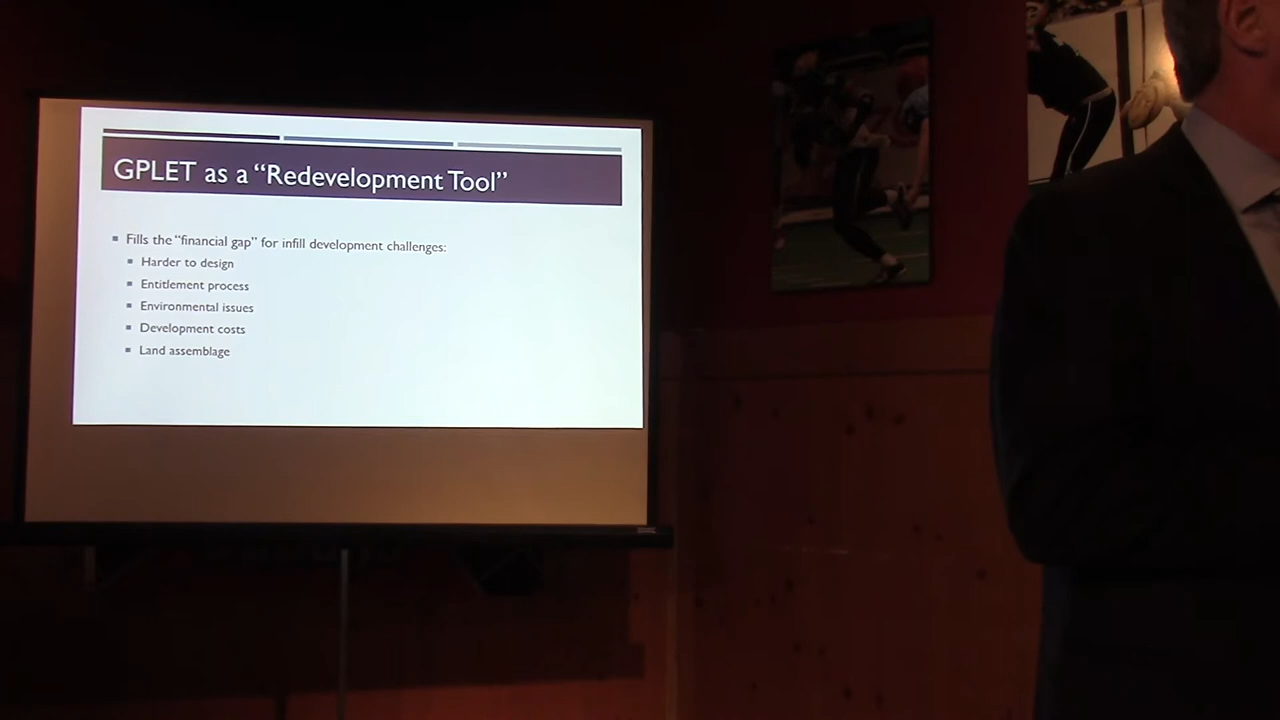 GPLET as a “Redevelopment Tool”
Fills the “financial gap” for infill development challenges:
Harder to design
Entitlement process
Environmental issues
Development costs
Land assemblage